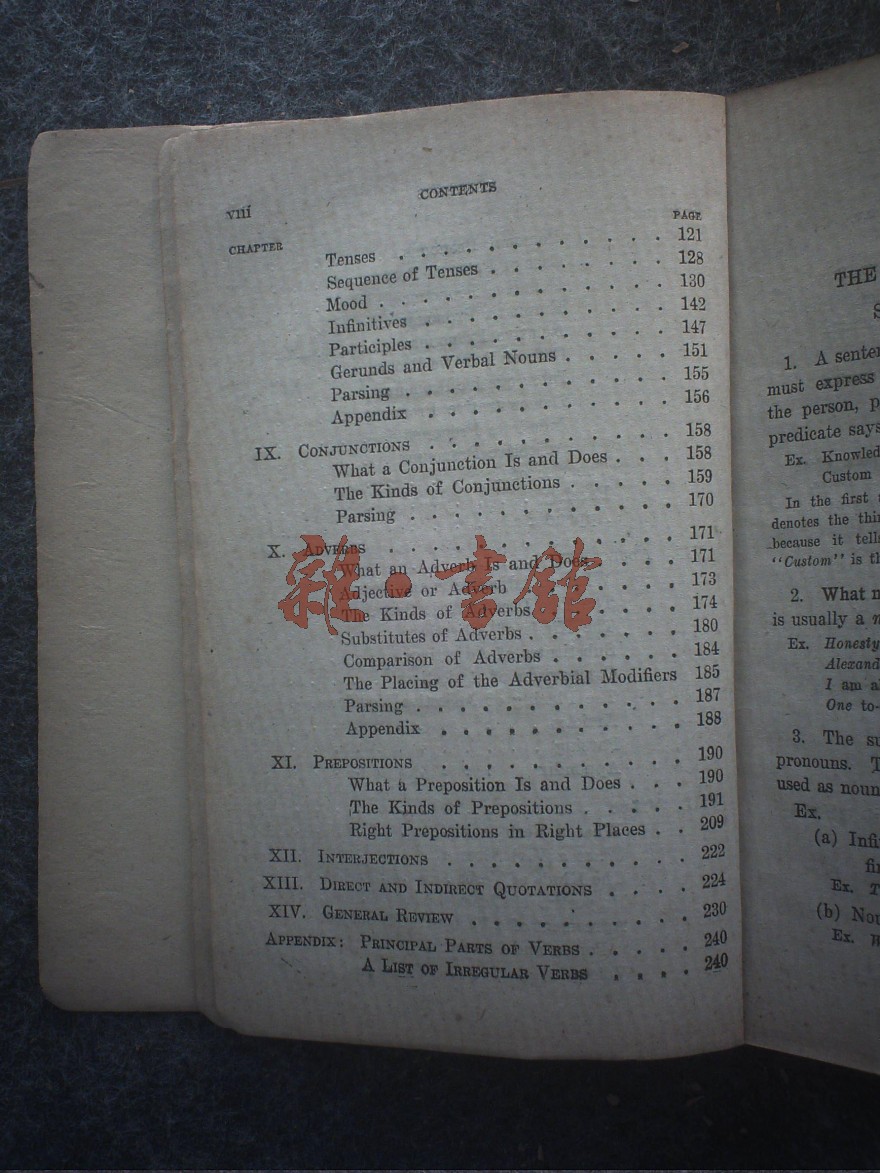 viii
CONTENTS
CHAPTER
PAGE
Tenses . . . . . . . . . . . . 121
Sequence of Tenses . . . . . . . . 128
Mood . . . . . . . . . . . . . 130
Infinitives . . . . . . . . . . . 142
Participles . . . . . . . . . . . 147
Gerunds and Verbal Nouns . . . . . 151
Parsing . . . . . . . . . . . . 155
Appendix . . . . . . . . . . . 156
IX. CONJUNCTIONS . . . . . . . . . . . 158
What a Conjunction Is and Does . . . 158
The Kinds of Conjunctions . . . . . 159
Parsing . . . . . . . . . . . . 170
X. ADVERBS . . . . . . . . . . . . . 171
What an Adverb Is and Does . . . . 171
Adjective or Adverb . . . . . . . 173
The Kinds of Adverbs . . . . . . . 174
Substitutes of Adverbs . . . . . . . 180
Comparison of Adverbs . . . . . . 184
The Placing of the Adverbial Modifiers 185
Parsing . . . . . . . . . . . . 187
Appendix . . . . . . . . . . . 188
XI. PREPOSITIONS . . . . . . . . . . . 190
What a Preposition Is and Does . . . 190
The Kinds of Prepositions . . . . . 191
Right Prepositions in Right Places . . 209
XII. INTERJECTIONS . . . . . . . . . . 222
XIII. DIRECT AND INDIRECT QUOTATIONS . . . . 224
XIV. GENERAL REVIEW . . . . . . . . . 230
APPENDIX: PRINCIPAL PARTS OF VERBS . . . . . 240
A LIST OF IRREGULAR VERBS . . . . 240
雜·書館
THE
S
1. A senten
must express
the person, p
predicate says
Ex. Knowled
Custom
In the first
denotes the thi
because it tell
"Custom" is th
2. What n
is usually a n
Ex. Honesty
Alexand
I am a
One to-
3. The su
pronouns. T
used as noun
Ex.
(a) Infi
fi
Ex. T
(b) Nou
Ex. W